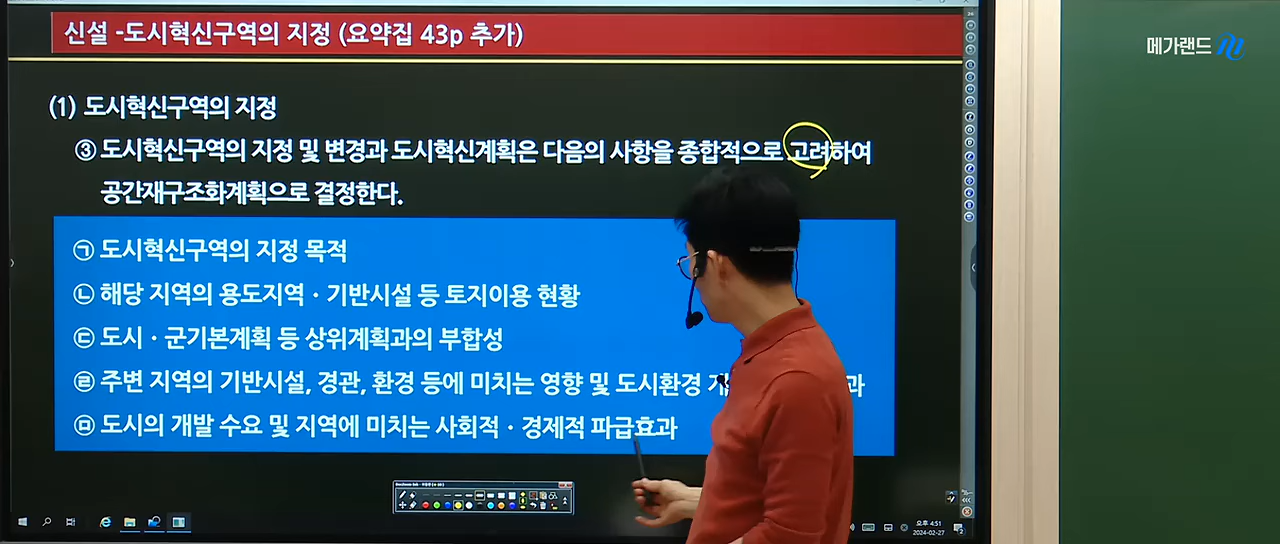 신설 -도시혁신구역의 지정 (요약집 43p 추가)
메가랜드
(1) 도시혁신구역의 지정
③ 도시혁신구역의 지정 및 변경과 도시혁신계획은 다음의 사항을 종합적으로 고려하여
공간재구조화계획으로 결정한다.
㉠ 도시혁신구역의 지정 목적
㉡ 해당 지역의 용도지역 · 기반시설 등 토지이용 현황
㉢ 도시 · 군기본계획 등 상위계획과의 부합성
㉣ 주변 지역의 기반시설, 경관, 환경 등에 미치는 영향 및 도시환경
㉤ 도시의 개발 수요 및 지역에 미치는 사회적 · 경제적 파급효과
오후 4:51
2024-02-27